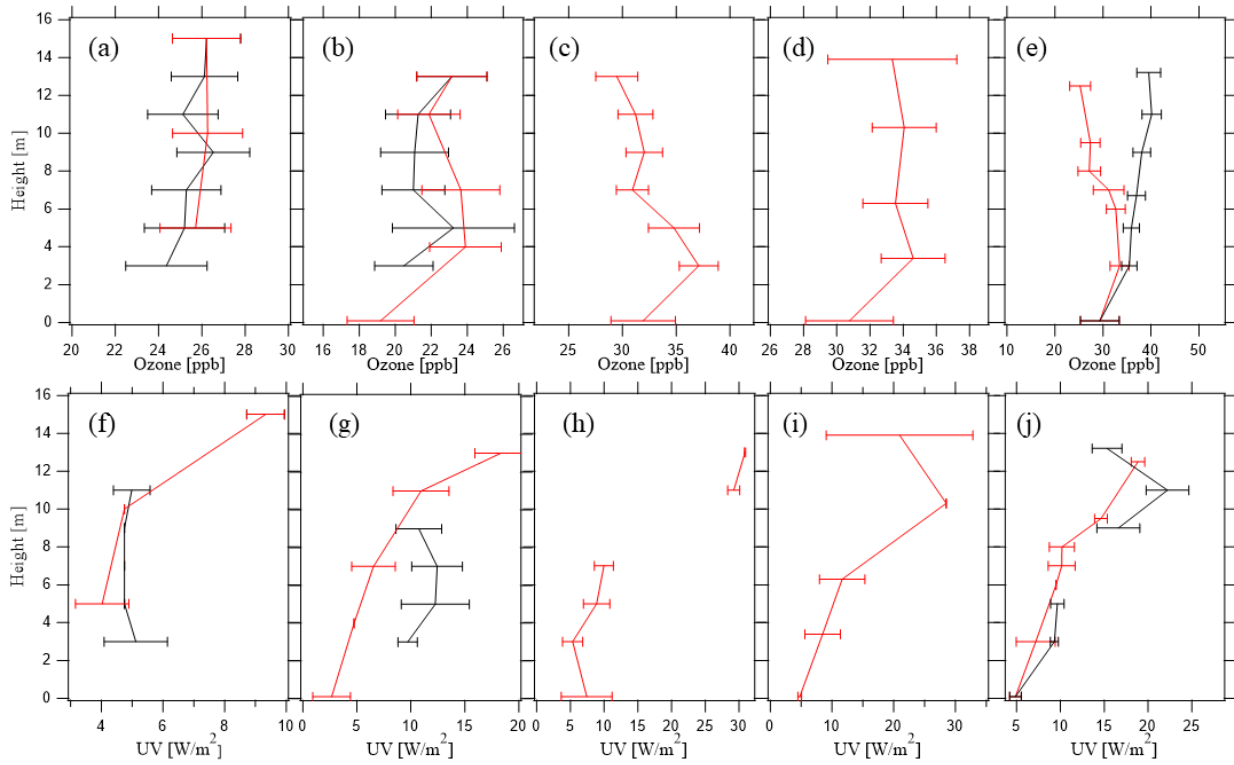 16
14
12
10
8
6
4
2
0
Height [m]
(a) (b) (c) (d) (e)
20 22 24 26 28 30
18 20 22 24 26
25 30 35 40
26 28 30 32 34 36 38
10 20 30 40 50
Ozone [ppb] Ozone [ppb] Ozone [ppb] Ozone [ppb] Ozone [ppb]
16
14
12
10
8
6
4
2
0
Height [m]
(f) (g) (h) (i) (j)
4 6 8 10
0 5 10 15 20
0 5 10 15 20 25 30
0 10 20 30
5 10 15 20 25
UV [W/m²] UV [W/m²] UV [W/m²] UV [W/m²] UV [W/m²]